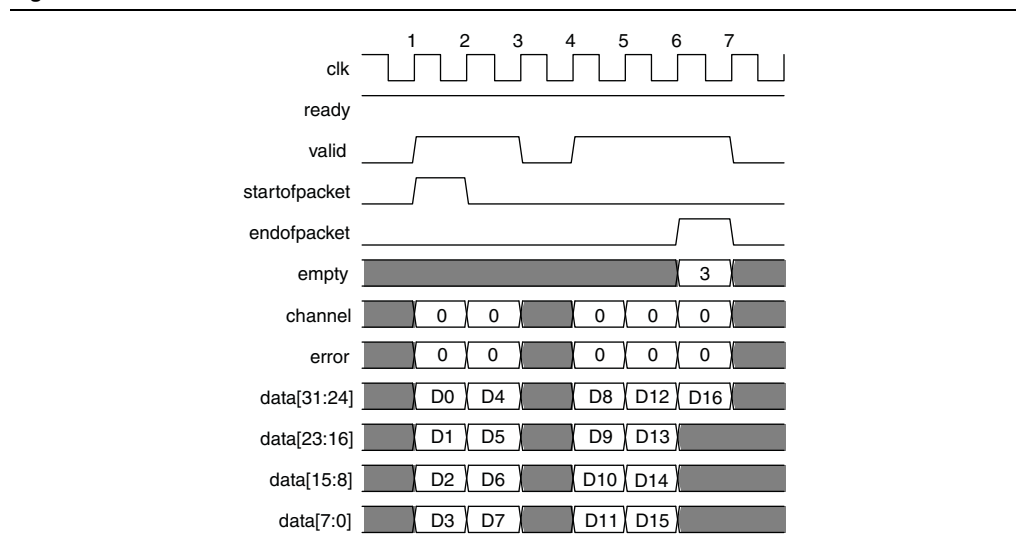 1 2 3 4 5 6 7
clk
ready
valid
startofpacket
endofpacket
empty 3
channel 0 0 0 0 0
error 0 0 0 0 0
data[31:24] D0 D4 D8 D12 D16
data[23:16] D1 D5 D9 D13
data[15:8] D2 D6 D10 D14
data[7:0] D3 D7 D11 D15